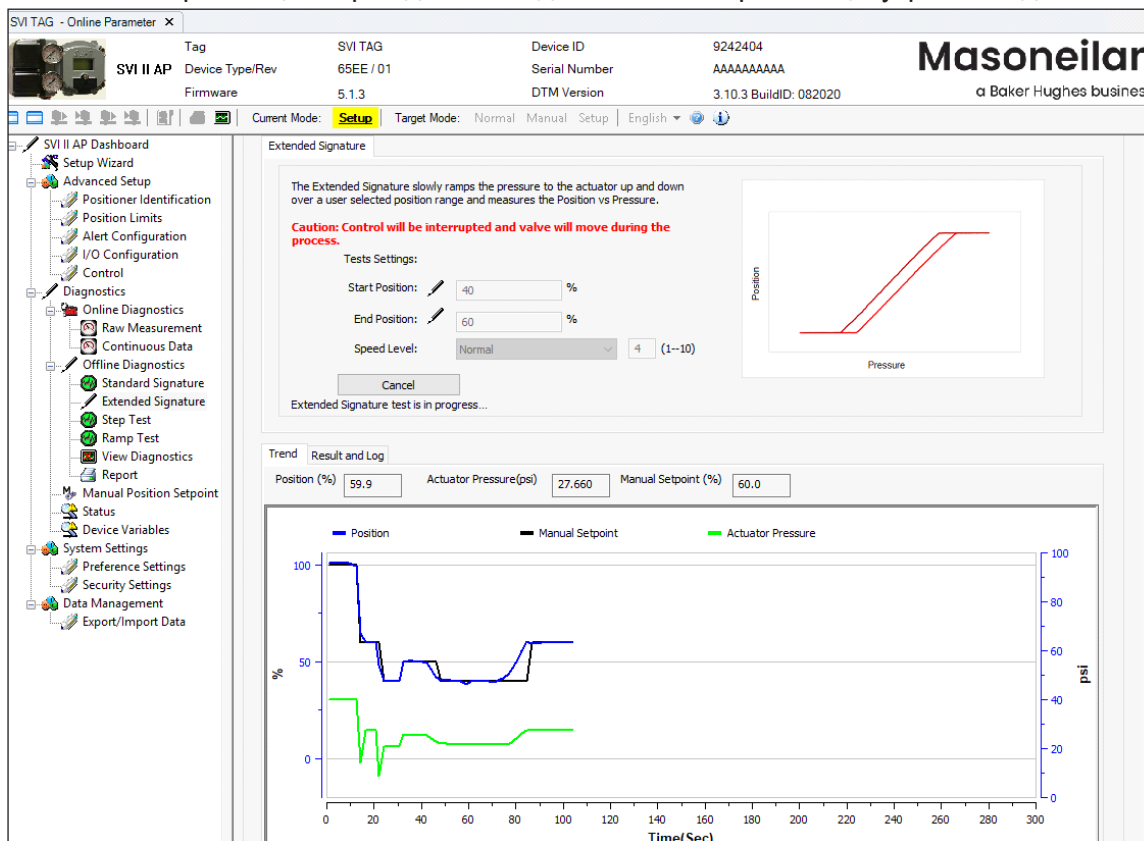 SVI TAG - Online Parameter ×
SVI II AP
Tag SVI TAG Device ID 9242404
Device Type/Rev 65EE / 01 Serial Number AAAAAAAAAA
Firmware 5.1.3 DTM Version 3.10.3 BuildID: 082020
Masoneilan
a Baker Hughes busines
Current Mode: Setup Target Mode: Normal Manual Setup English
SVI II AP Dashboard
Setup Wizard
Advanced Setup
Positioner Identification
Position Limits
Alert Configuration
I/O Configuration
Control
Diagnostics
Online Diagnostics
Raw Measurement
Continuous Data
Offline Diagnostics
Standard Signature
Extended Signature
Step Test
Ramp Test
View Diagnostics
Report
Manual Position Setpoint
Status
Device Variables
System Settings
Preference Settings
Security Settings
Data Management
Export/Import Data
Extended Signature
The Extended Signature slowly ramps the pressure to the actuator up and down
over a user selected position range and measures the Position vs Pressure.
Caution: Control will be interrupted and valve will move during the
process.
Tests Settings:
Start Position: 40 %
End Position: 60 %
Speed Level: Normal 4 (1--10)
Cancel
Extended Signature test is in progress...
Position
Pressure
Trend Result and Log
Position (%) 59.9 Actuator Pressure(psi) 27.660 Manual Setpoint (%) 60.0
Position Manual Setpoint Actuator Pressure
100
50
0
%
100
80
60
40
20
0
psi
0 20 40 60 80 100 120 140 160 180 200 220 240 260 280 300
Time(Sec)